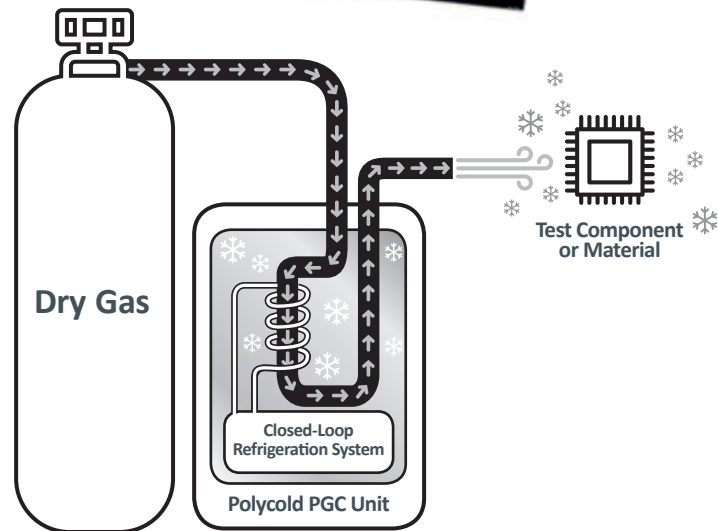 Dry Gas
Test Component
or Material
Closed-Loop
Refrigeration System
Polycold PGC Unit